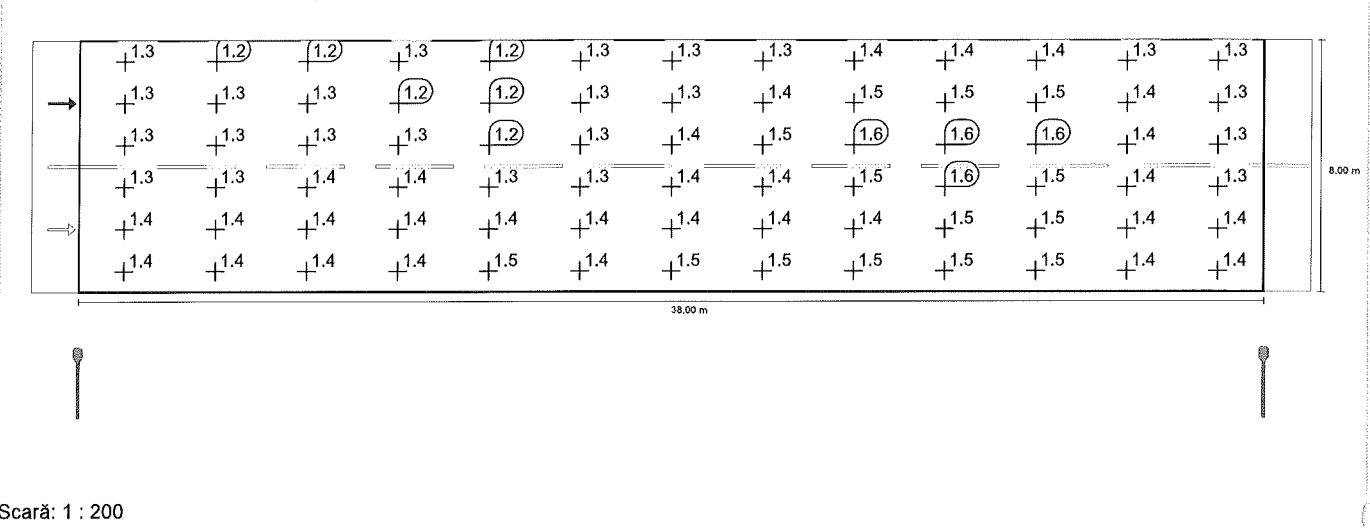 1.3 1.2 1.2 1.3 1.2 1.3 1.3 1.3 1.4 1.4 1.4 1.3 1.3
1.3 1.3 1.3 1.2 1.2 1.3 1.3 1.4 1.5 1.5 1.5 1.4 1.3
1.3 1.3 1.3 1.3 1.2 1.3 1.4 1.5 1.6 1.6 1.6 1.4 1.3
8.00 m
1.3 1.3 1.4 1.4 1.3 1.3 1.4 1.4 1.5 1.6 1.5 1.4 1.3
1.4 1.4 1.4 1.4 1.4 1.4 1.4 1.4 1.4 1.5 1.5 1.4 1.4
1.4 1.4 1.4 1.4 1.5 1.4 1.5 1.5 1.5 1.5 1.5 1.4 1.4
38.00 m
Scară: 1 : 200